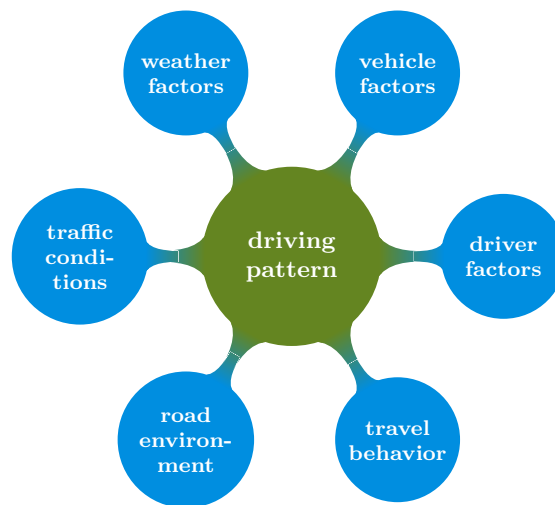 weather
factors
vehicle
factors
traffic
condi-
tions
driving
pattern
driver
factors
road
environ-
ment
travel
behavior